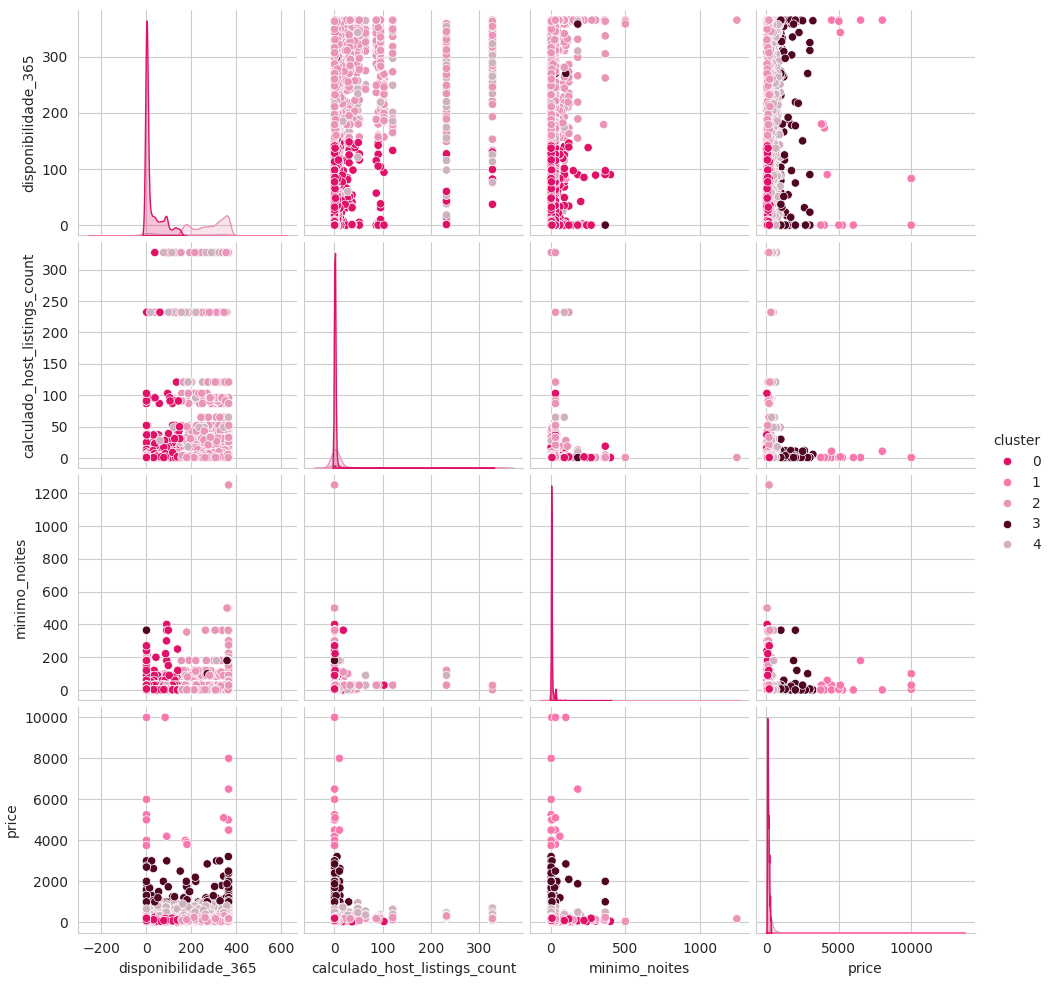 disponibilidade_365
300
200
100
0
calculado_host_listings_count
300
250
200
150
100
50
0
minimo_noites
1200
1000
800
600
400
200
0
price
10000
8000
6000
4000
2000
0
−200 0 200 400 600
disponibilidade_365
0 100 200 300
calculado_host_listings_count
0 500 1000
minimo_noites
0 5000 10000
price
cluster
0
1
2
3
4